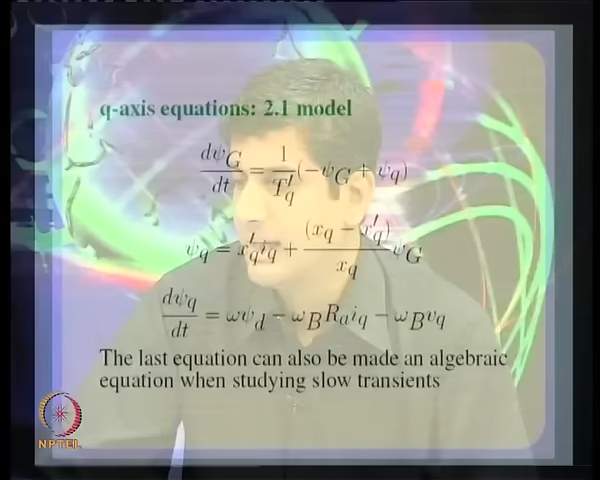 q-axis equations: 2.1 model
dψ_G/dt = 1/T'_q (−ψ_G + ψ_q)
ψ_q = x'_q i_q + (x_q − x'_q)/x_q ψ_G
dψ_q/dt = ωψ_d − ω_B R_a i_q − ω_B v_q
The last equation can also be made an algebraic
equation when studying slow transients
NPTEL